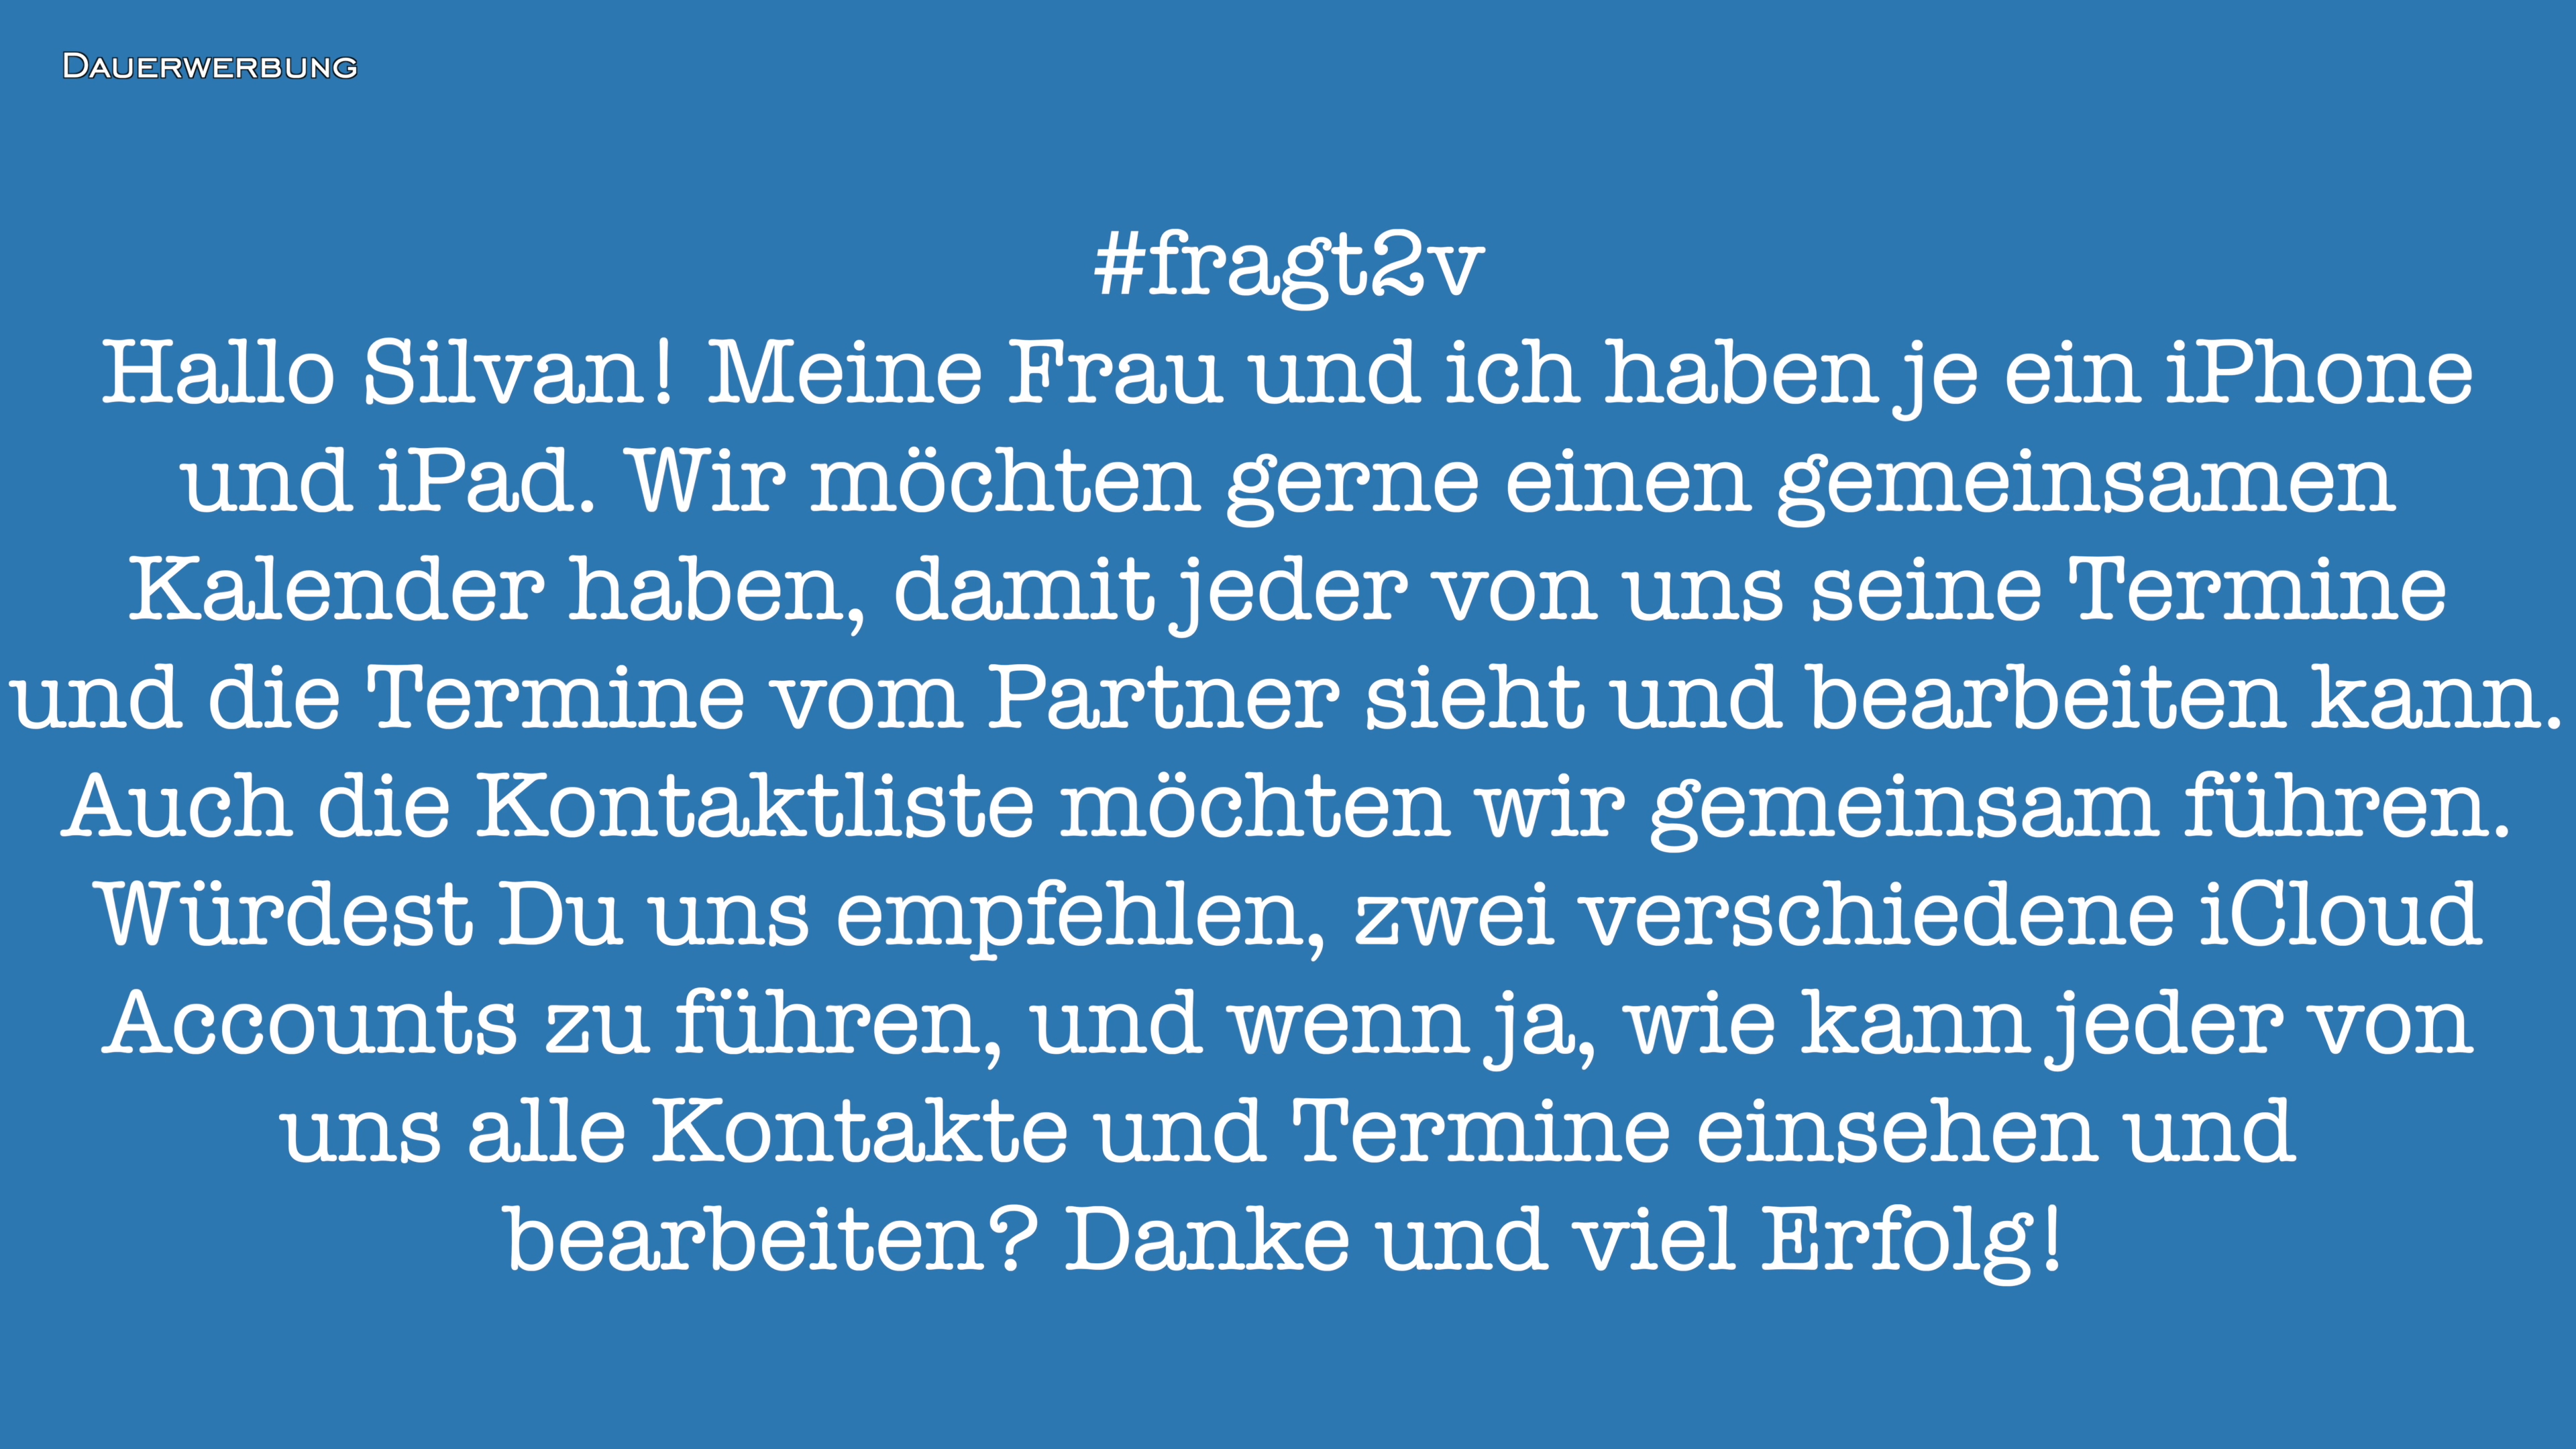 DAUERWERBUNG
#fragt2v
Hallo Silvan! Meine Frau und ich haben je ein iPhone
und iPad. Wir möchten gerne einen gemeinsamen
Kalender haben, damit jeder von uns seine Termine
und die Termine vom Partner sieht und bearbeiten kann.
Auch die Kontaktliste möchten wir gemeinsam führen.
Würdest Du uns empfehlen, zwei verschiedene iCloud
Accounts zu führen, und wenn ja, wie kann jeder von
uns alle Kontakte und Termine einsehen und
bearbeiten? Danke und viel Erfolg!